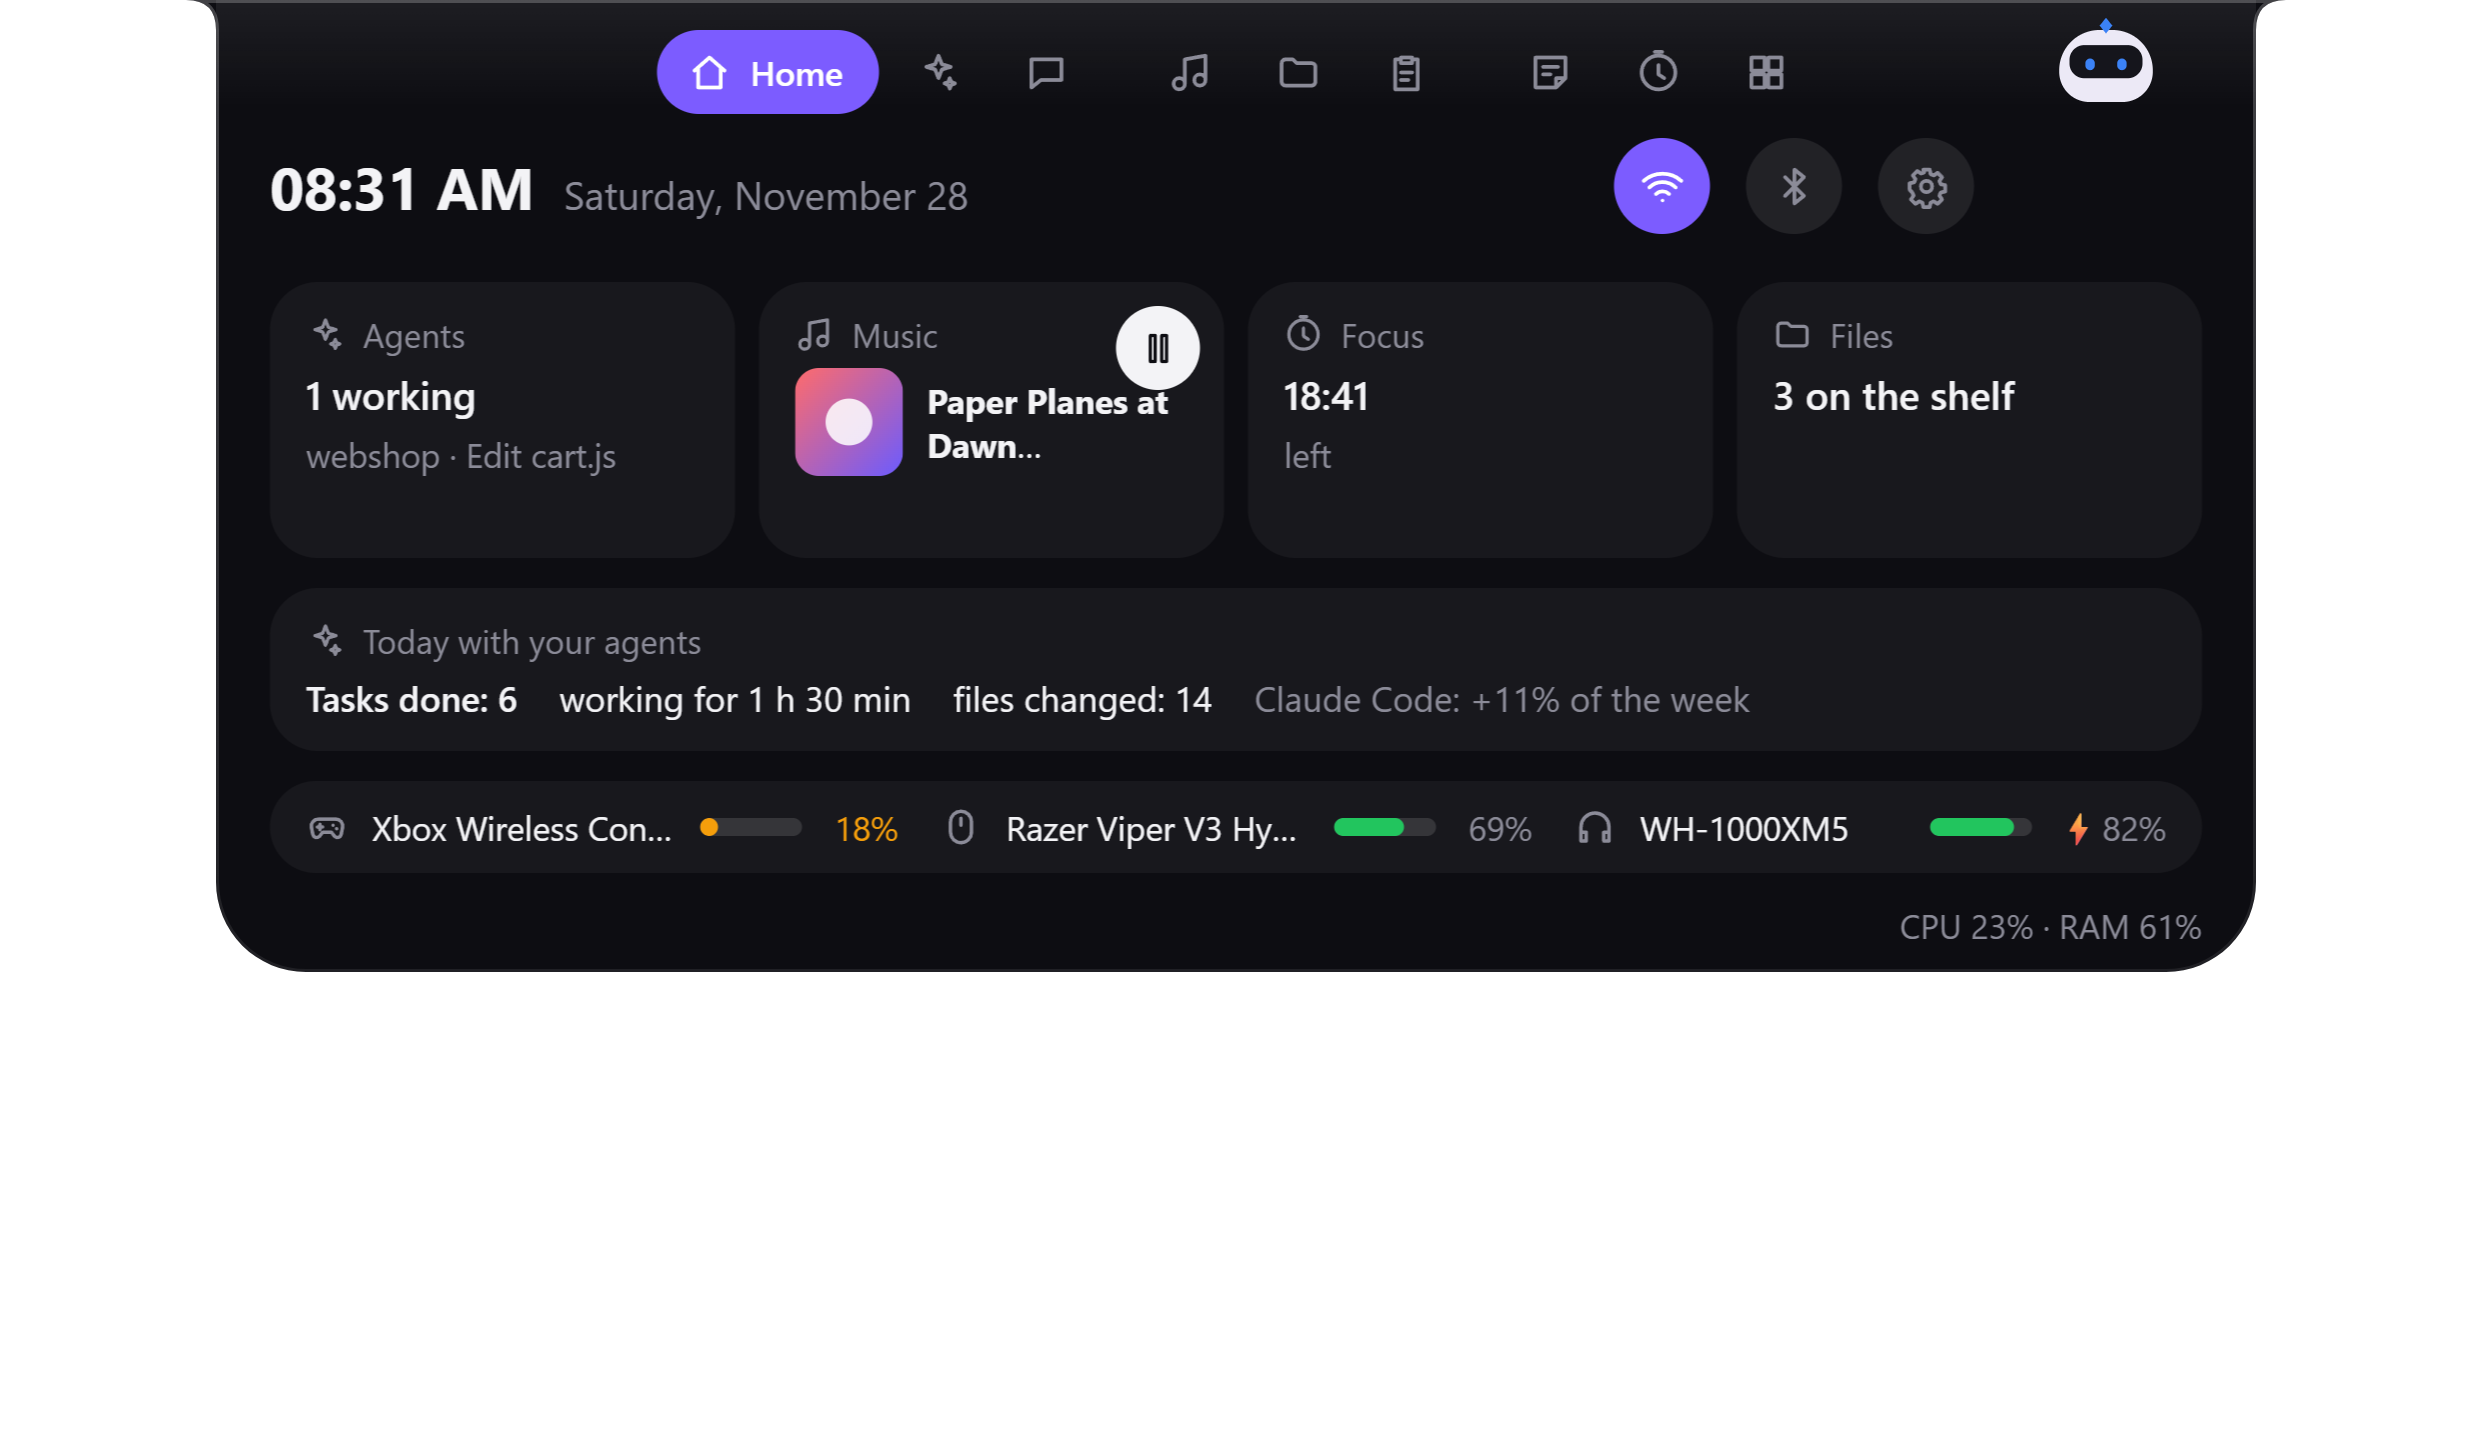 Home
08:31 AM Saturday, November 28
Agents
1 working
webshop · Edit cart.js
Music
Paper Planes at
Dawn...
Focus
18:41
left
Files
3 on the shelf
Today with your agents
Tasks done: 6 working for 1 h 30 min files changed: 14 Claude Code: +11% of the week
Xbox Wireless Con... 18% Razer Viper V3 Hy... 69% WH-1000XM5 82%
CPU 23% · RAM 61%